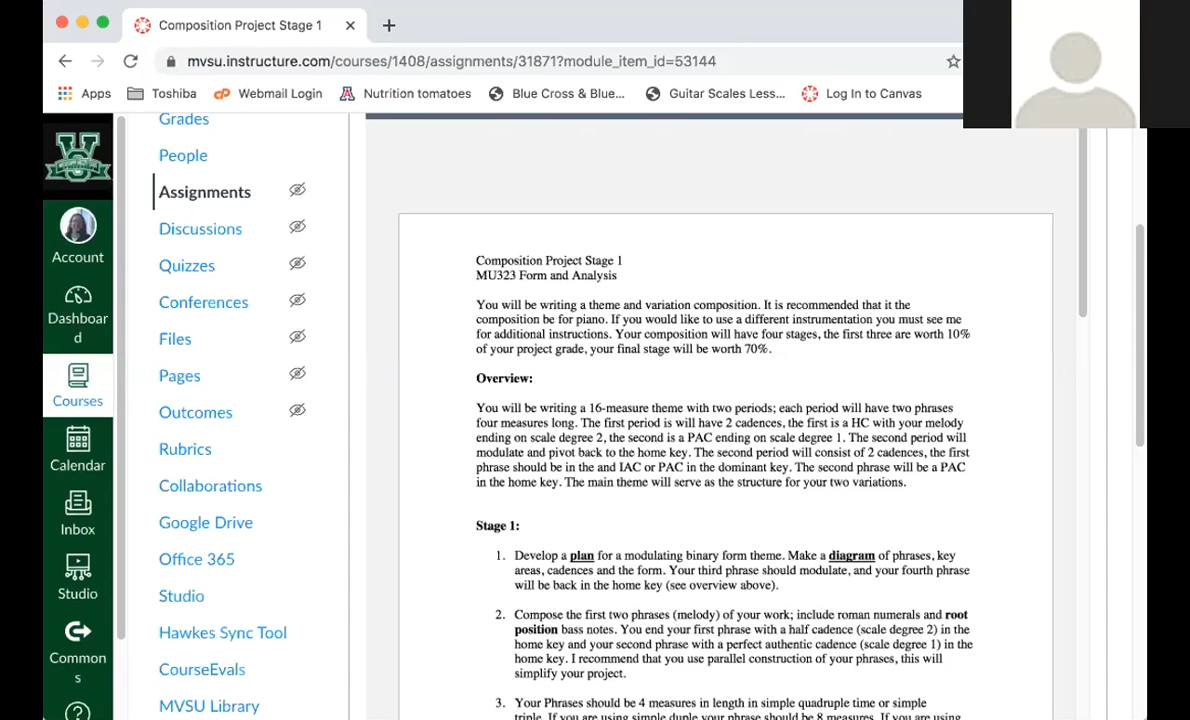 Composition Project Stage 1
mvsu.instructure.com/courses/1408/assignments/31871?module_item_id=53144
Apps Toshiba Webmail Login Nutrition tomatoes Blue Cross & Blue... Guitar Scales Less... Log In to Canvas
Account
Dashboar
d
Courses
Calendar
Inbox
Studio
Common
s
Grades
People
Assignments
Discussions
Quizzes
Conferences
Files
Pages
Outcomes
Rubrics
Collaborations
Google Drive
Office 365
Studio
Hawkes Sync Tool
CourseEvals
MVSU Library
Composition Project Stage 1
MU323 Form and Analysis
You will be writing a theme and variation composition. It is recommended that it the
composition be for piano. If you would like to use a different instrumentation you must see me
for additional instructions. Your composition will have four stages, the first three are worth 10%
of your project grade, your final stage will be worth 70%.
Overview:
You will be writing a 16-measure theme with two periods; each period will have two phrases
four measures long. The first period is will have 2 cadences, the first is a HC with your melody
ending on scale degree 2, the second is a PAC ending on scale degree 1. The second period will
modulate and pivot back to the home key. The second period will consist of 2 cadences, the first
phrase should be in the and IAC or PAC in the dominant key. The second phrase will be a PAC
in the home key. The main theme will serve as the structure for your two variations.
Stage 1:
1. Develop a plan for a modulating binary form theme. Make a diagram of phrases, key
areas, cadences and the form. Your third phrase should modulate, and your fourth phrase
will be back in the home key (see overview above).
2. Compose the first two phrases (melody) of your work; include roman numerals and root
position bass notes. You end your first phrase with a half cadence (scale degree 2) in the
home key and your second phrase with a perfect authentic cadence (scale degree 1) in the
home key. I recommend that you use parallel construction of your phrases, this will
simplify your project.
3. Your Phrases should be 4 measures in length in simple quadruple time or simple
triple. If you are using simple duple your phrase should be 8 measures. If you are using